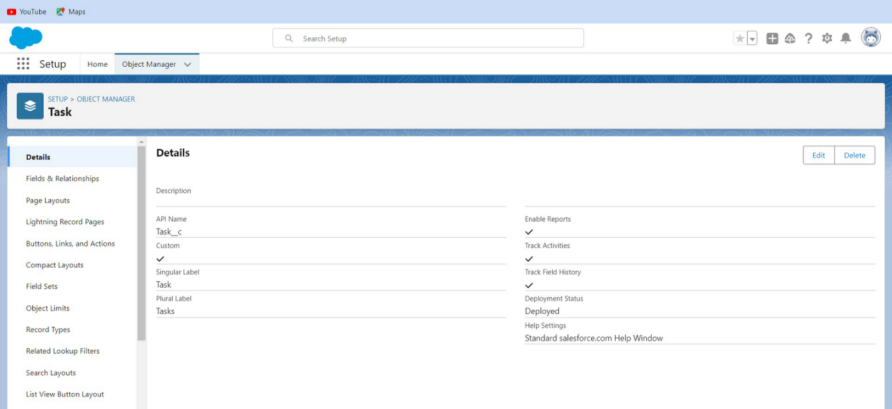 YouTube Maps
Search Setup
Setup Home Object Manager
SETUP > OBJECT MANAGER
Task
Details
Fields & Relationships
Page Layouts
Lightning Record Pages
Buttons, Links, and Actions
Compact Layouts
Field Sets
Object Limits
Record Types
Related Lookup Filters
Search Layouts
List View Button Layout
Details
Edit Delete
Description
API Name
Task__c
Custom
Singular Label
Task
Plural Label
Tasks
Enable Reports
Track Activities
Track Field History
Deployment Status
Deployed
Help Settings
Standard salesforce.com Help Window